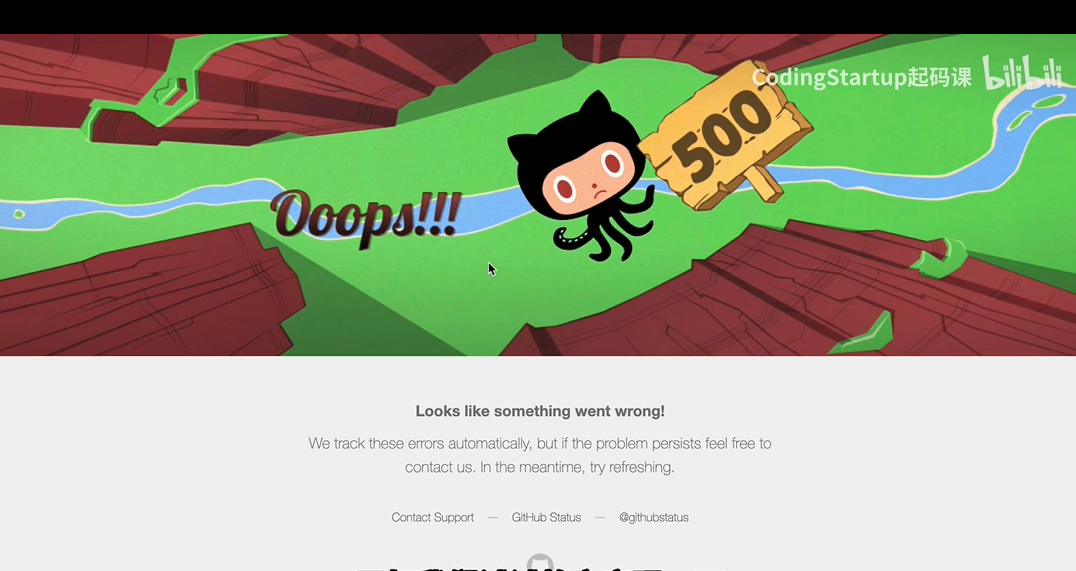 CodingStartup起码课 bilibili
500
Ooops!!!
Looks like something went wrong!
We track these errors automatically, but if the problem persists feel free to
contact us. In the meantime, try refreshing.
Contact Support — GitHub Status — @githubstatus